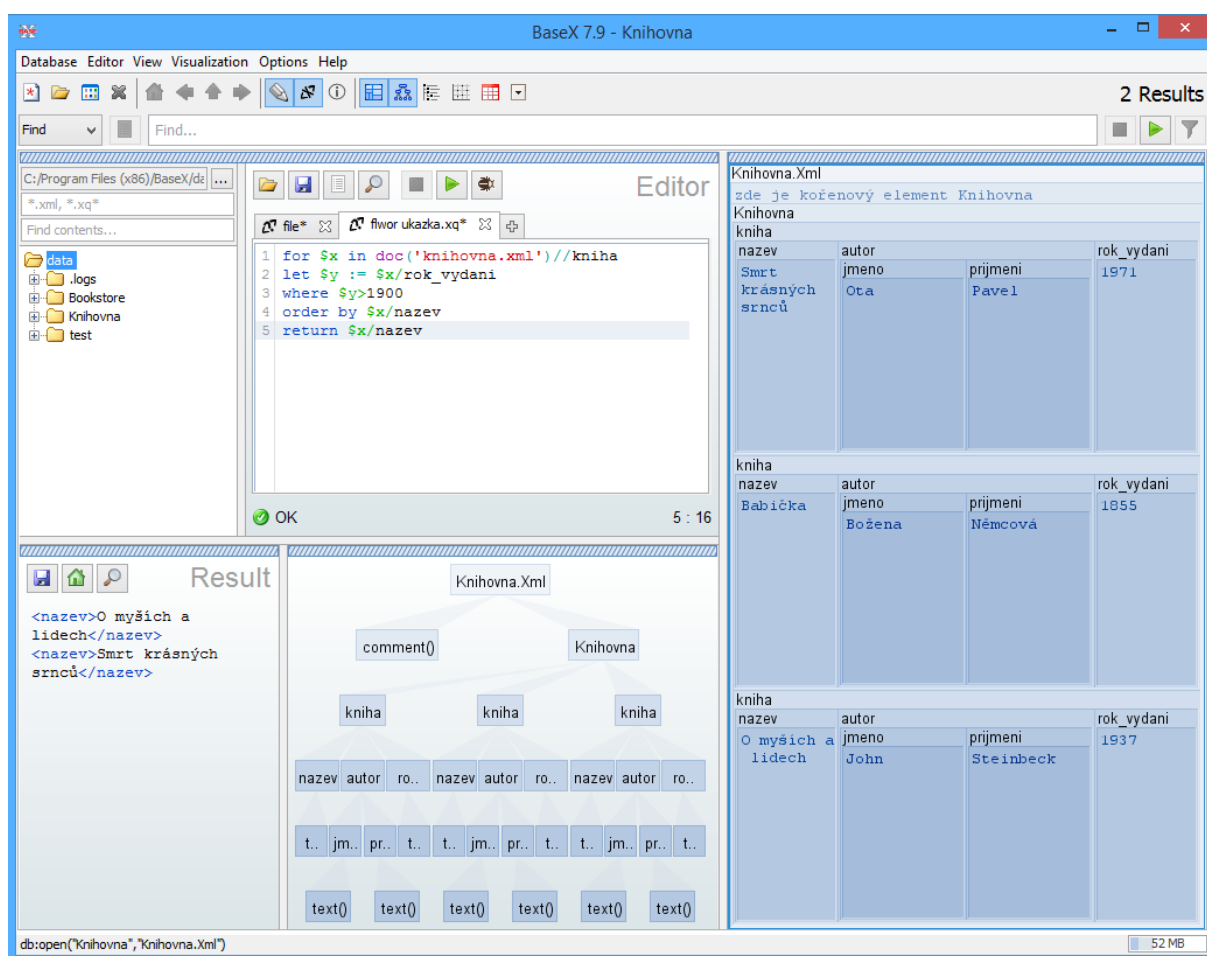 BaseX 7.9 - Knihovna
Database Editor View Visualization Options Help
2 Results
Find
Find...
C:/Program Files (x86)/BaseX/da ...
*.xml, *.xq*
Find contents...
data
.logs
Bookstore
Knihovna
test
Editor
file*
flwor ukazka.xq*
1 for $x in doc('knihovna.xml')//kniha
2 let $y := $x/rok_vydani
3 where $y>1900
4 order by $x/nazev
5 return $x/nazev
OK
5 : 16
Result
<nazev>O myších a
lidech</nazev>
<nazev>Smrt krásných
srnců</nazev>
Knihovna.Xml
comment() Knihovna
kniha kniha kniha
nazev autor ro.. nazev autor ro.. nazev autor ro..
t.. jm.. pr.. t.. t.. jm.. pr.. t.. t.. jm.. pr.. t..
text() text() text() text() text() text()
Knihovna.Xml
zde je kořenový element Knihovna
Knihovna
kniha
nazev autor rok_vydani
Smrt jmeno prijmeni 1971
krásných Ota Pavel
srnců
kniha
nazev autor rok_vydani
Babička jmeno prijmeni 1855
Božena Němcová
kniha
nazev autor rok_vydani
O myších a jmeno prijmeni 1937
lidech John Steinbeck
db:open("Knihovna","Knihovna.Xml")
52 MB